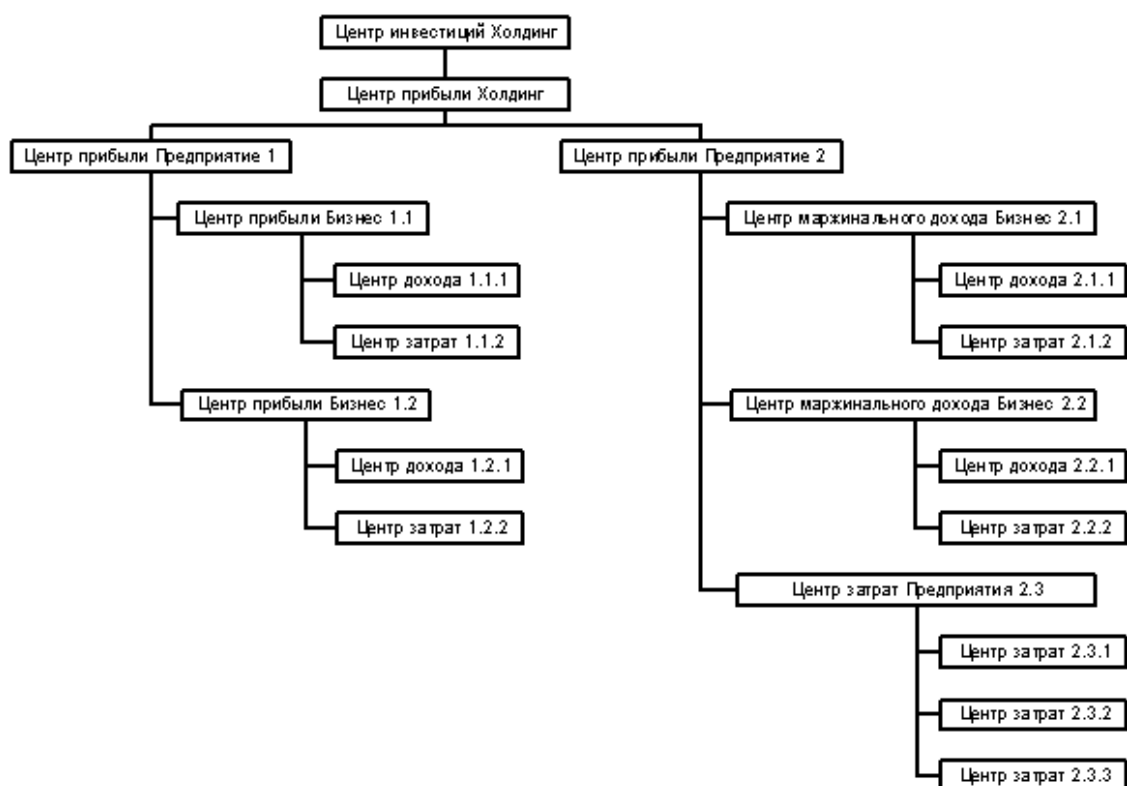 Центр инвестиций Холдинг
Центр прибыли Холдинг
Центр прибыли Предприятие 1
Центр прибыли Предприятие 2
Центр прибыли Бизнес 1.1
Центр дохода 1.1.1
Центр затрат 1.1.2
Центр прибыли Бизнес 1.2
Центр дохода 1.2.1
Центр затрат 1.2.2
Центр маржинального дохода Бизнес 2.1
Центр дохода 2.1.1
Центр затрат 2.1.2
Центр маржинального дохода Бизнес 2.2
Центр дохода 2.2.1
Центр затрат 2.2.2
Центр затрат Предприятия 2.3
Центр затрат 2.3.1
Центр затрат 2.3.2
Центр затрат 2.3.3